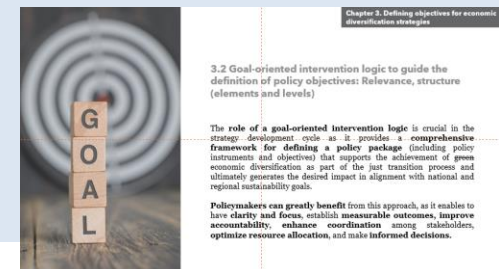 Chapter 3. Defining objectives for economic
diversification strategies
3.2 Goal-oriented intervention logic to guide the
definition of policy objectives: Relevance, structure
(elements and levels)
The role of a goal-oriented intervention logic is crucial in the
strategy development cycle as it provides a comprehensive
framework for defining a policy package (including policy
instruments and objectives) that supports the achievement of green
economic diversification as part of the just transition process and
ultimately generates the desired impact in alignment with national and
regional sustainability goals.
Policymakers can greatly benefit from this approach, as it enables to
have clarity and focus, establish measurable outcomes, improve
accountability, enhance coordination among stakeholders,
optimize resource allocation, and make informed decisions.
G
O
A
L